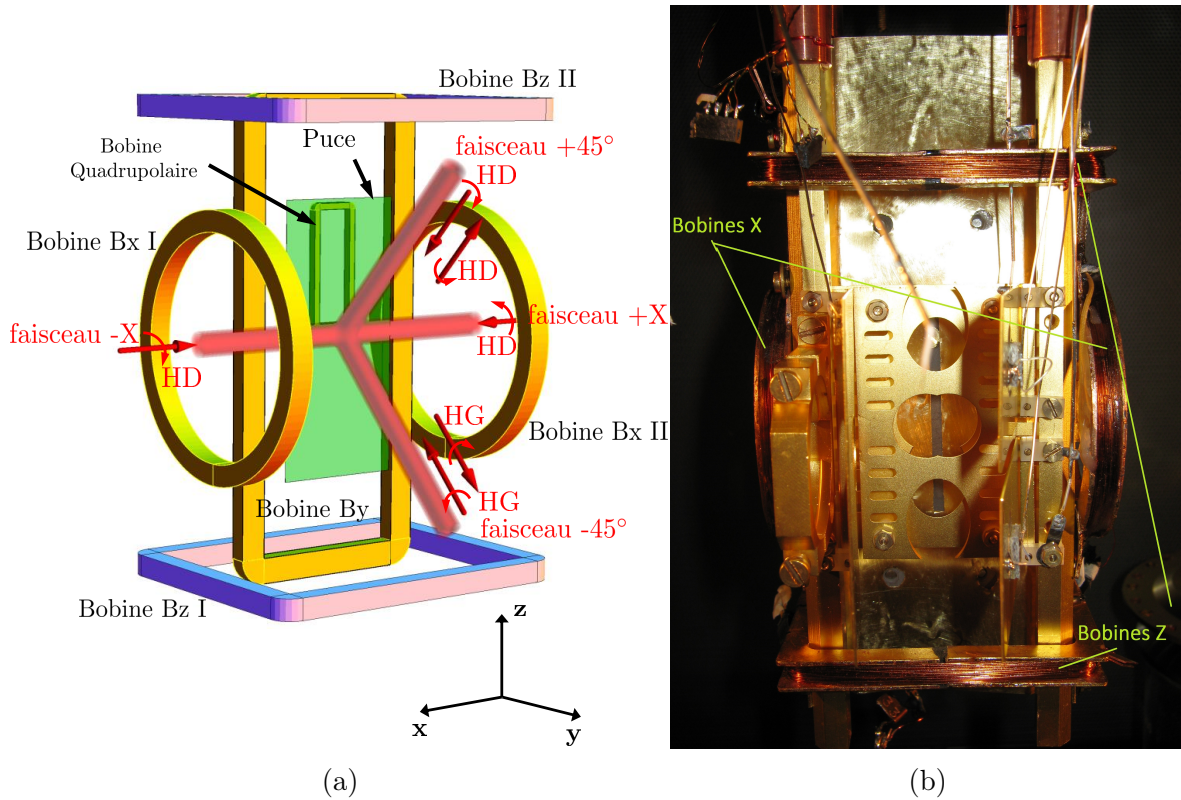 Bobine Bz II
Puce
faisceau +45°
Bobine
Quadrupolaire
HD
Bobine Bx I
HD
faisceau -X
faisceau +X
HD
HD
HG
Bobine Bx II
HG
Bobine By
faisceau -45°
Bobine Bz I
z
x
y
(a)
Bobines X
Bobines Z
(b)